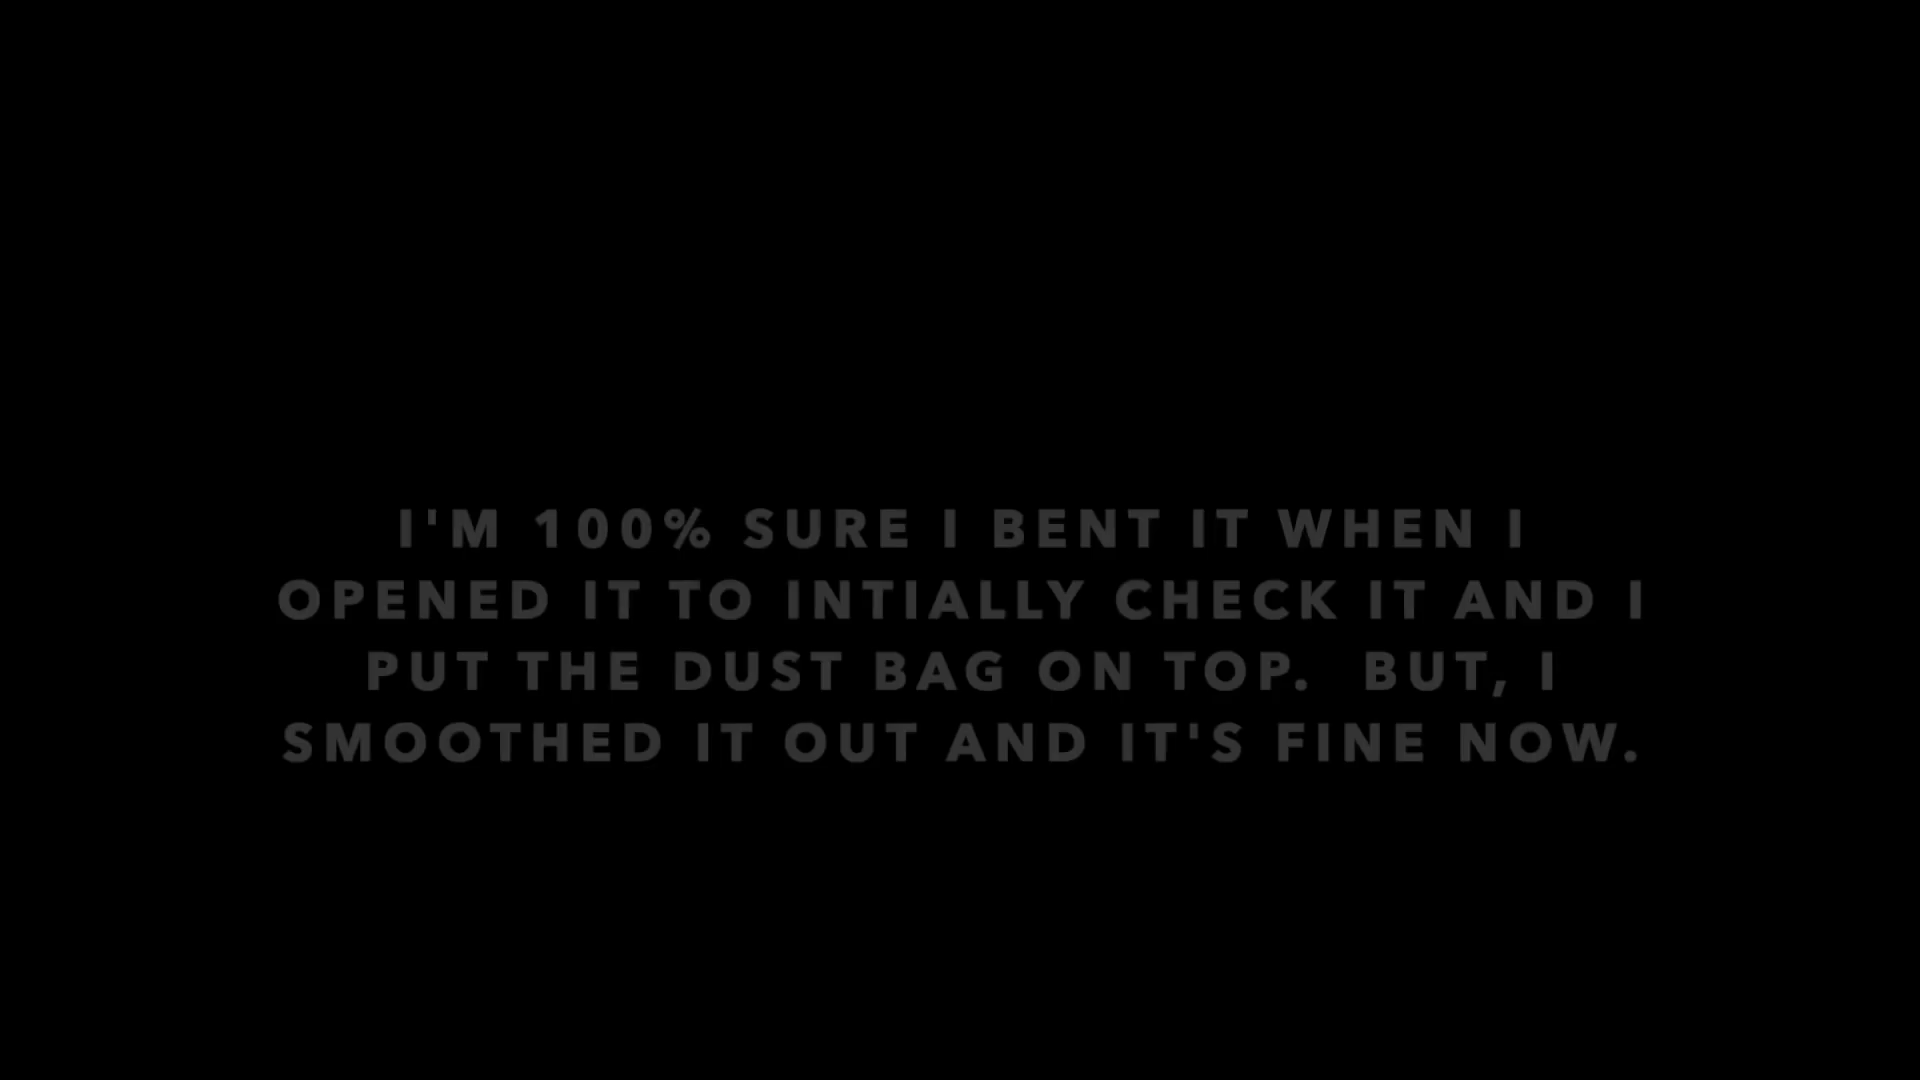 I'M 100% SURE I BENT IT WHEN I
OPENED IT TO INTIALLY CHECK IT AND I
PUT THE DUST BAG ON TOP.  BUT, I
SMOOTHED IT OUT AND IT'S FINE NOW.